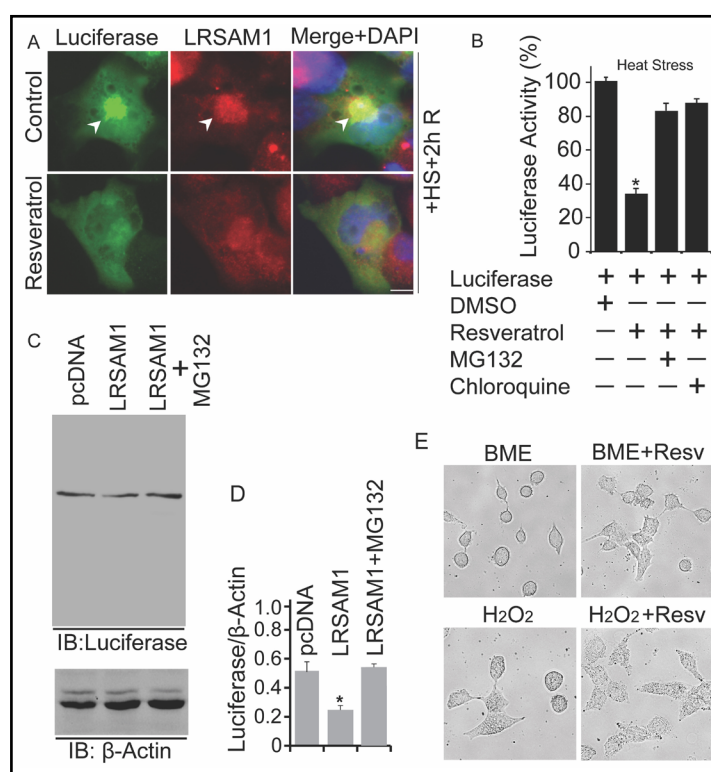 A
Luciferase LRSAM1 Merge+DAPI
Control
Resveratrol
+HS+2h R
B
Heat Stress
Luciferase Activity (%)
100
80
60
40
20
0
*
Luciferase + + + +
DMSO + — — —
Resveratrol — + + +
MG132 — — + —
Chloroquine — — — +
C
pcDNA
LRSAM1
LRSAM1
+
MG132
IB:Luciferase
IB: β-Actin
D
Luciferase/β-Actin
1.0
0.8
0.6
0.4
0.2
0
pcDNA
LRSAM1
LRSAM1+MG132
*
E
BME BME+Resv
H2O2 H2O2+Resv